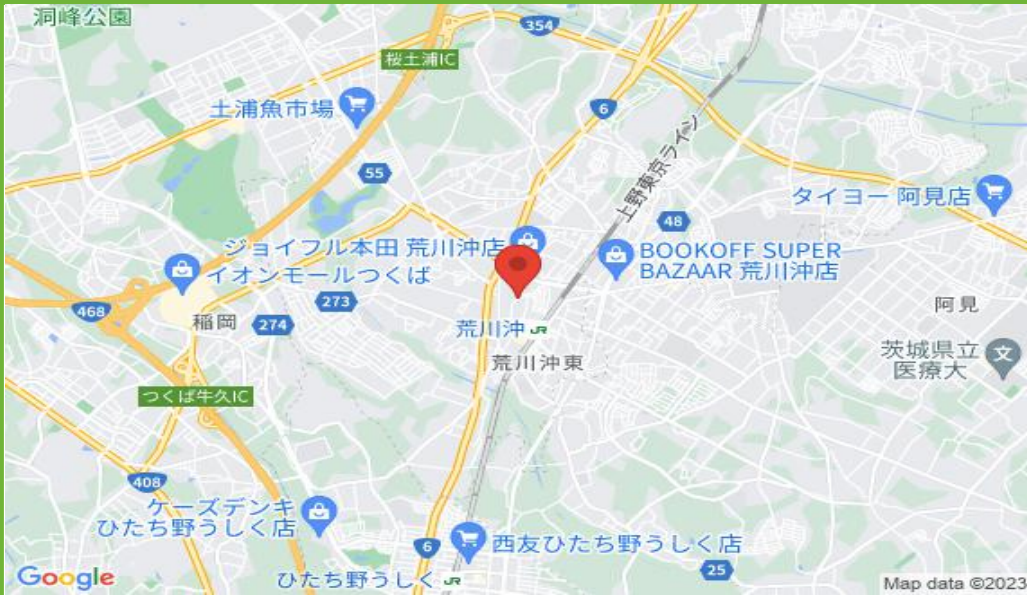 洞峰公園
354
桜土浦IC
土浦魚市場
6
上野東京ライン
55
タイヨー 阿見店
48
ジョイフル本田 荒川沖店
イオンモールつくば
BOOKOFF SUPER
BAZAAR 荒川沖店
468
273
稲岡
274
阿見
荒川沖 JR
荒川沖東
茨城県立
医療大
文
つくば牛久IC
408
ケーズデンキ
ひたち野うしく店
6
西友ひたち野うしく店
25
ひたち野うしく JR
Google
Map data ©2023